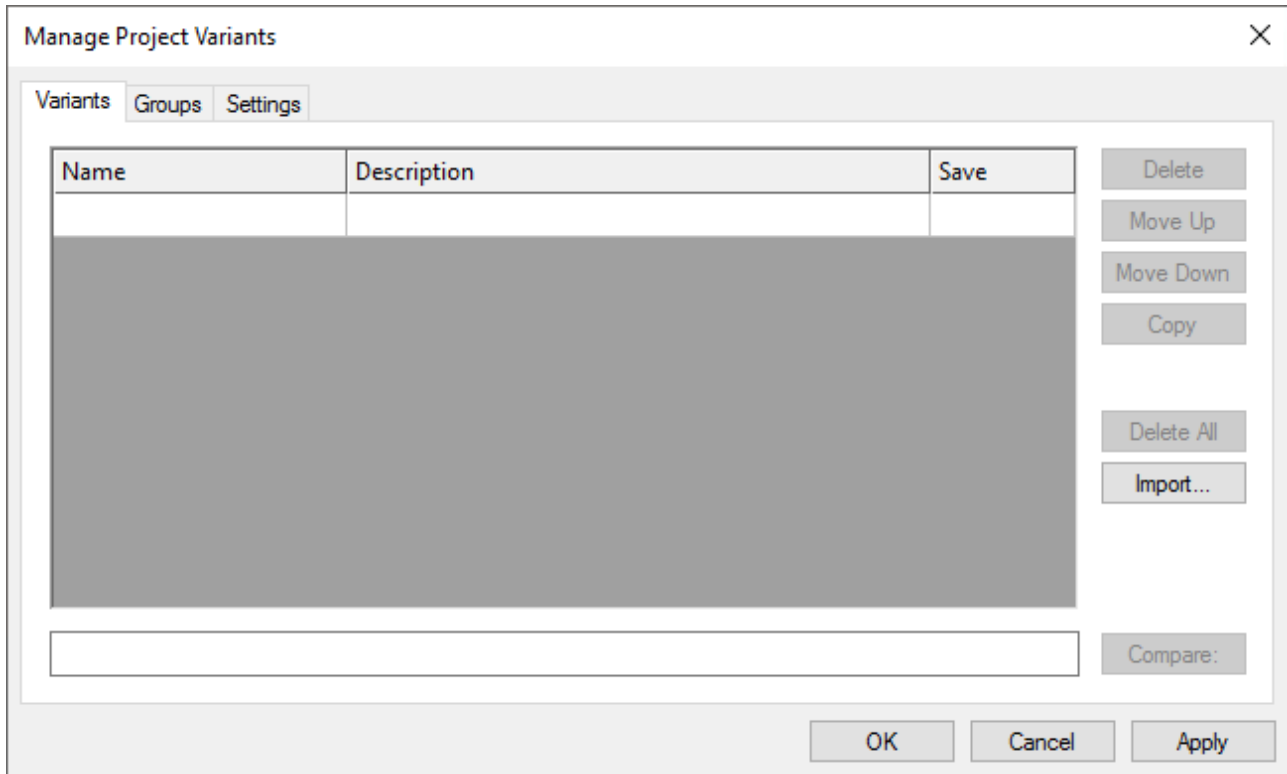 Manage Project Variants
Variants Groups Settings
Name Description Save
Delete
Move Up
Move Down
Copy
Delete All
Import...
Compare:
OK Cancel Apply